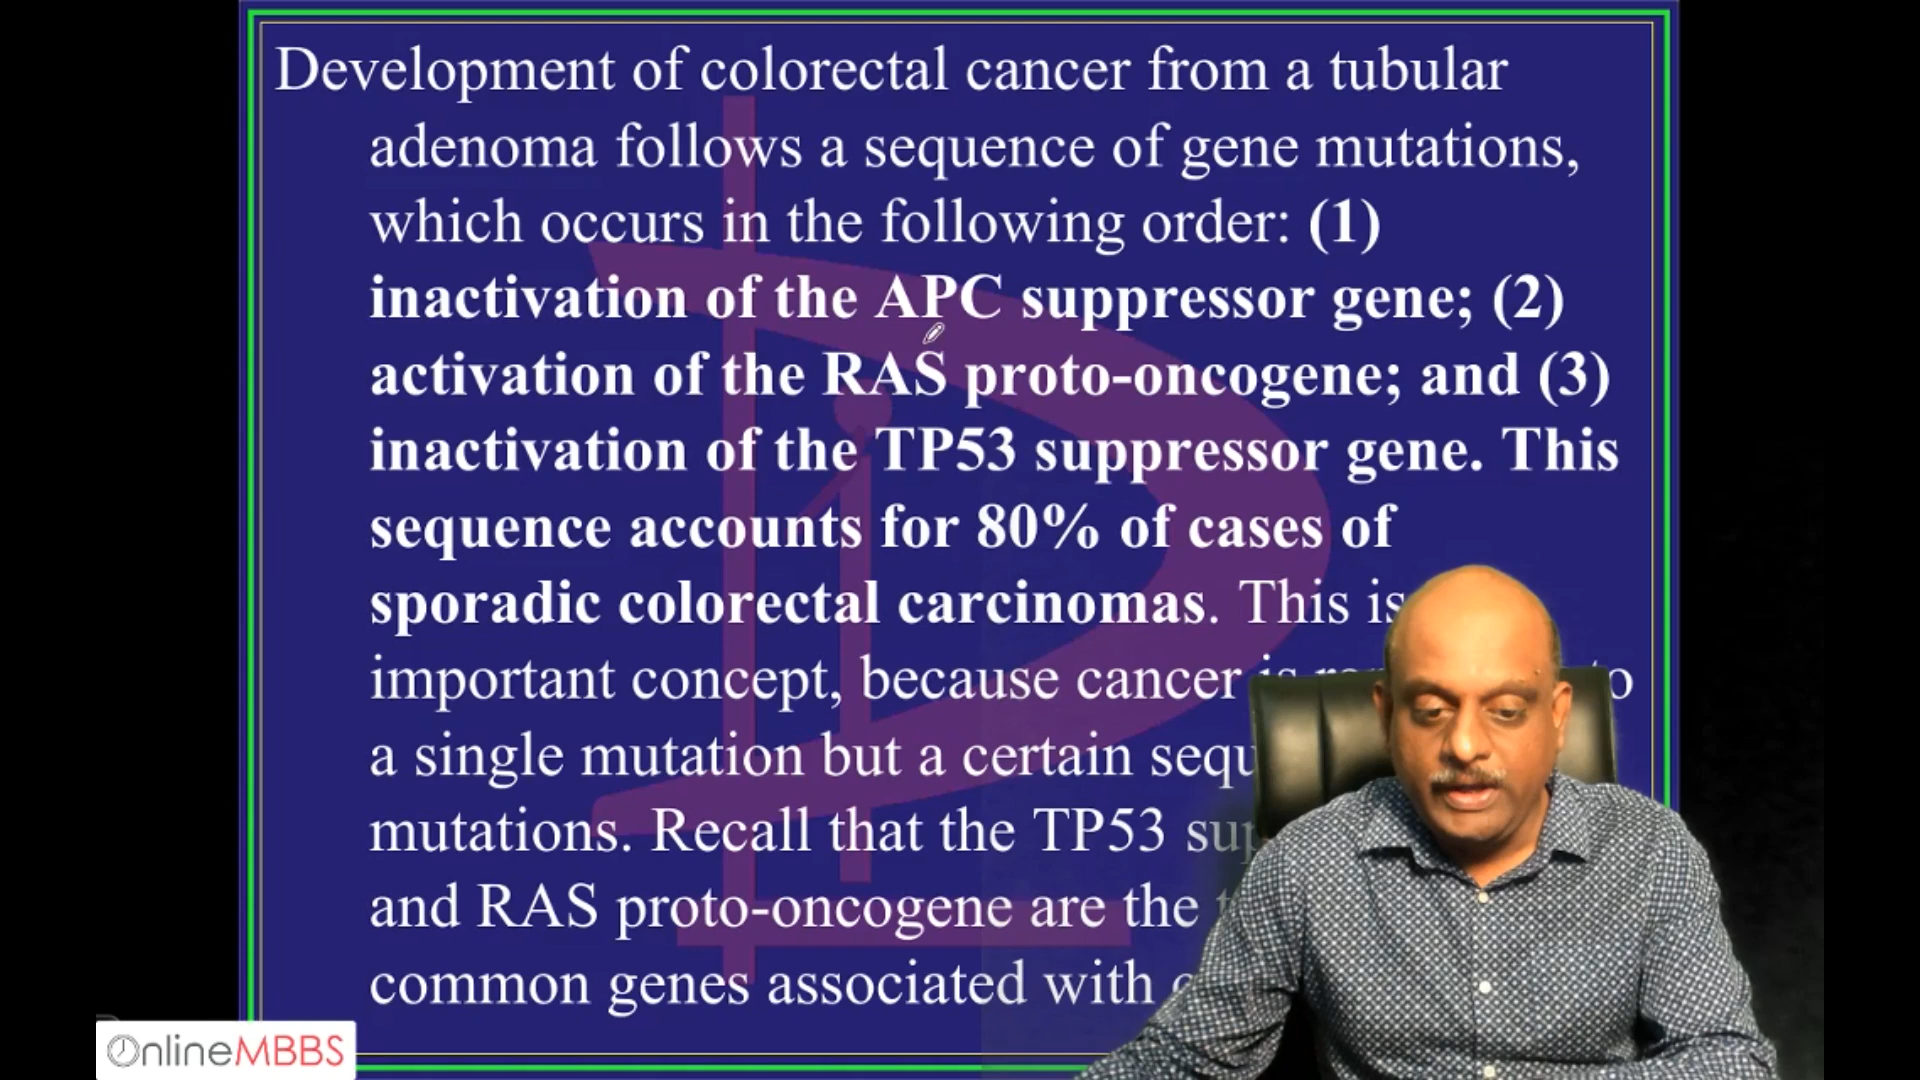 Development of colorectal cancer from a tubular
adenoma follows a sequence of gene mutations,
which occurs in the following order: (1)
inactivation of the APC suppressor gene; (2)
activation of the RAS proto-oncogene; and (3)
inactivation of the TP53 suppressor gene. This
sequence accounts for 80% of cases of
sporadic colorectal carcinomas. This is
important concept, because cancer is
a single mutation but a certain
mutations. Recall that the TP53
and RAS proto-oncogene are the
common genes associated with
OnlineMBBS